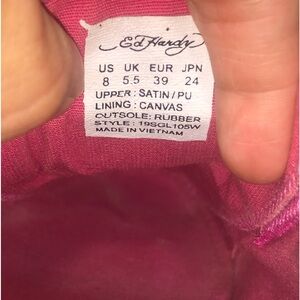 Ed Hardy
US UK EUR JPN
8 5.5 39 24
UPPER : SATIN / PU
LINING : CANVAS
OUTSOLE: RUBBER
STYLE : 19SGL105W
MADE IN VIETNAM